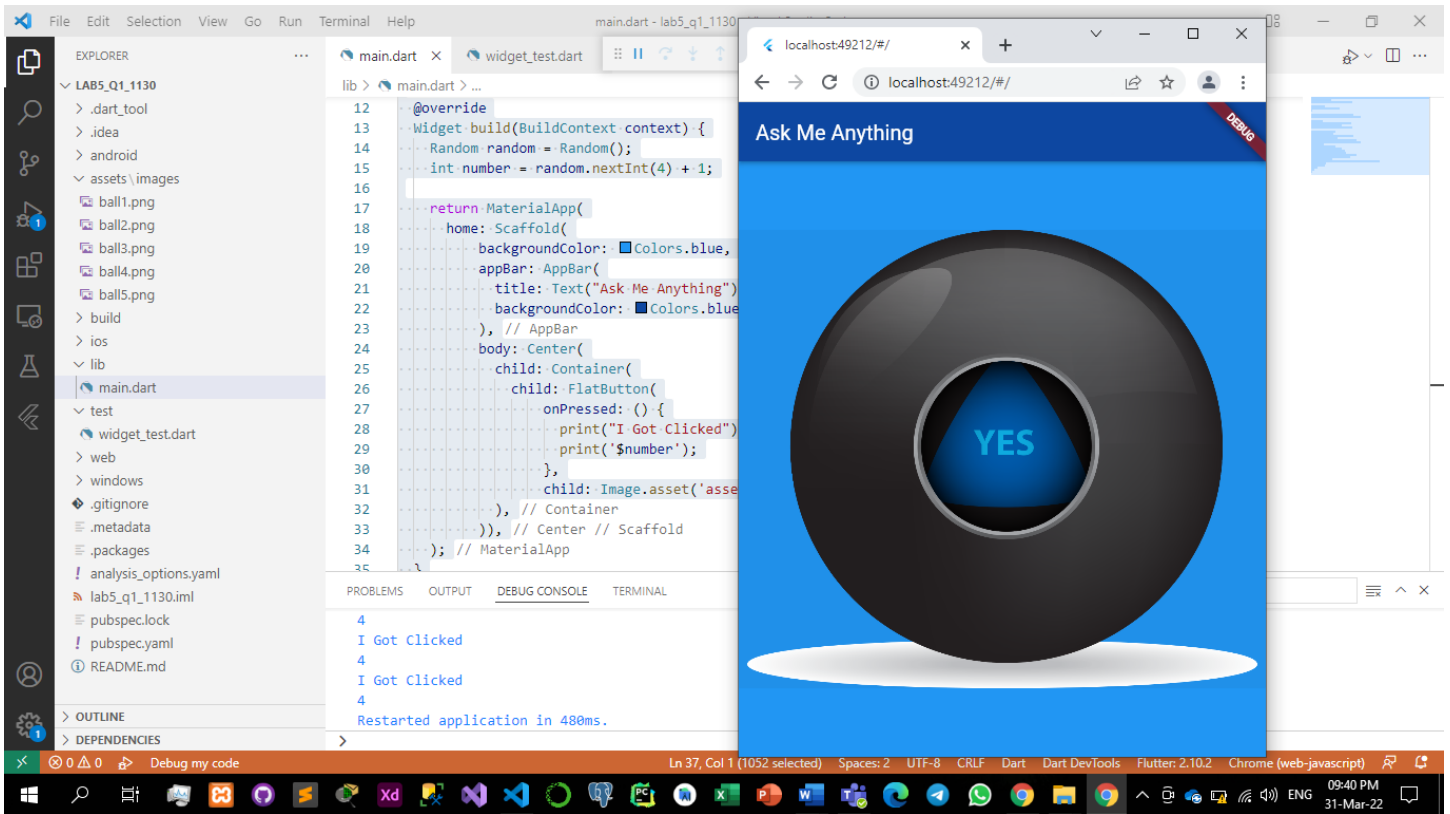 File Edit Selection View Go Run Terminal Help
main.dart - lab5_q1_1130
EXPLORER
LAB5_Q1_1130
.dart_tool
.idea
android
assets\images
ball1.png
ball2.png
ball3.png
ball4.png
ball5.png
build
ios
lib
main.dart
test
widget_test.dart
web
windows
.gitignore
.metadata
.packages
analysis_options.yaml
lab5_q1_1130.iml
pubspec.lock
pubspec.yaml
README.md
OUTLINE
DEPENDENCIES
main.dart widget_test.dart
lib > main.dart > ...
12 @override
13 Widget build(BuildContext context) {
14 Random random = Random();
15 int number = random.nextInt(4) + 1;
16
17 return MaterialApp(
18 home: Scaffold(
19 backgroundColor: Colors.blue,
20 appBar: AppBar(
21 title: Text("Ask Me Anything")
22 backgroundColor: Colors.blue
23 ), // AppBar
24 body: Center(
25 child: Container(
26 child: FlatButton(
27 onPressed: () {
28 print("I Got Clicked")
29 print('$number');
30 },
31 child: Image.asset('asse
32 ), // Container
33 )), // Center // Scaffold
34 ); // MaterialApp
35 }
PROBLEMS OUTPUT DEBUG CONSOLE TERMINAL
4
I Got Clicked
4
I Got Clicked
4
Restarted application in 480ms.
localhost:49212/#/
localhost:49212/#/
Ask Me Anything
DEBUG
YES
1
1
0 0 Debug my code
Ln 37, Col 1 (1052 selected) Spaces: 2 UTF-8 CRLF Dart Dart DevTools Flutter: 2.10.2 Chrome (web-javascript)
Xd
PC
ENG
09:40 PM
31-Mar-22